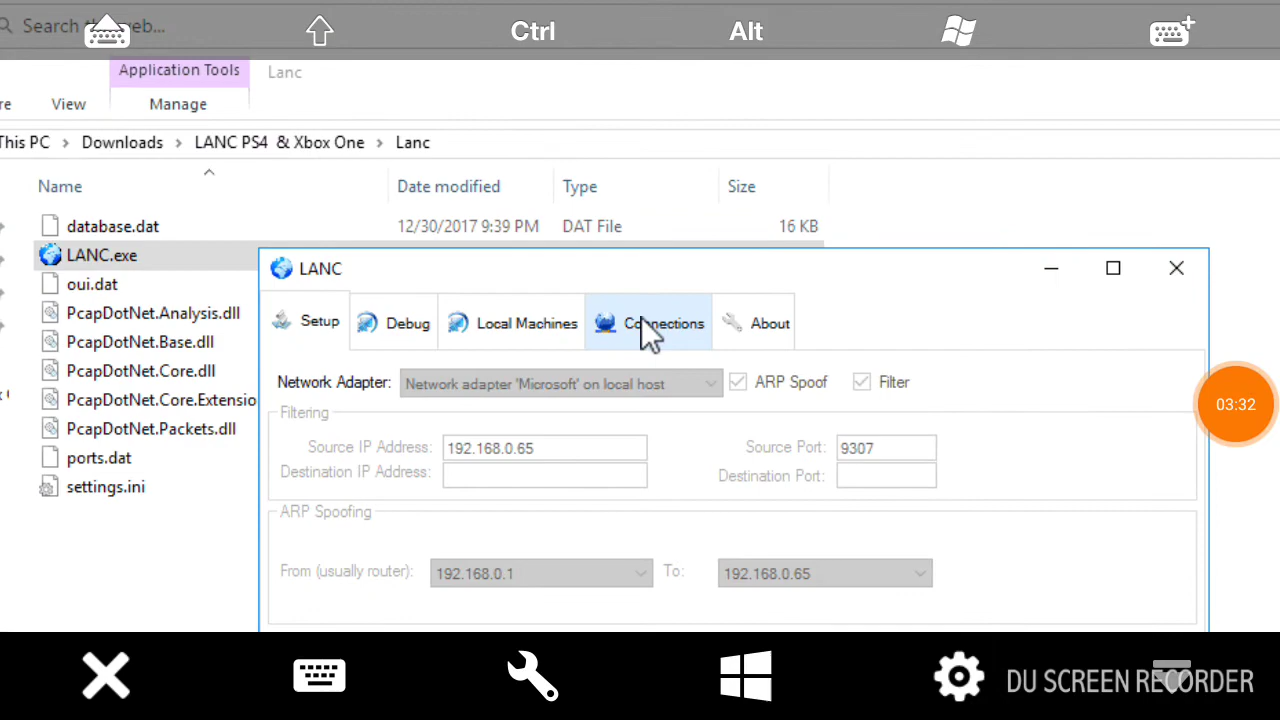 Search the web...
Ctrl
Alt
Application Tools
Lanc
re
View
Manage
This PC > Downloads > LANC PS4 & Xbox One > Lanc
Name
Date modified
Type
Size
database.dat
12/30/2017 9:39 PM
DAT File
16 KB
LANC.exe
oui.dat
PcapDotNet.Analysis.dll
PcapDotNet.Base.dll
PcapDotNet.Core.dll
PcapDotNet.Core.Extensio
PcapDotNet.Packets.dll
ports.dat
settings.ini
LANC
Setup
Debug
Local Machines
Connections
About
Network Adapter:
Network adapter 'Microsoft' on local host
ARP Spoof
Filter
Filtering
Source IP Address:
192.168.0.65
Source Port:
9307
Destination IP Address:
Destination Port:
ARP Spoofing
From (usually router):
192.168.0.1
To:
192.168.0.65
03:32
DU SCREEN RECORDER